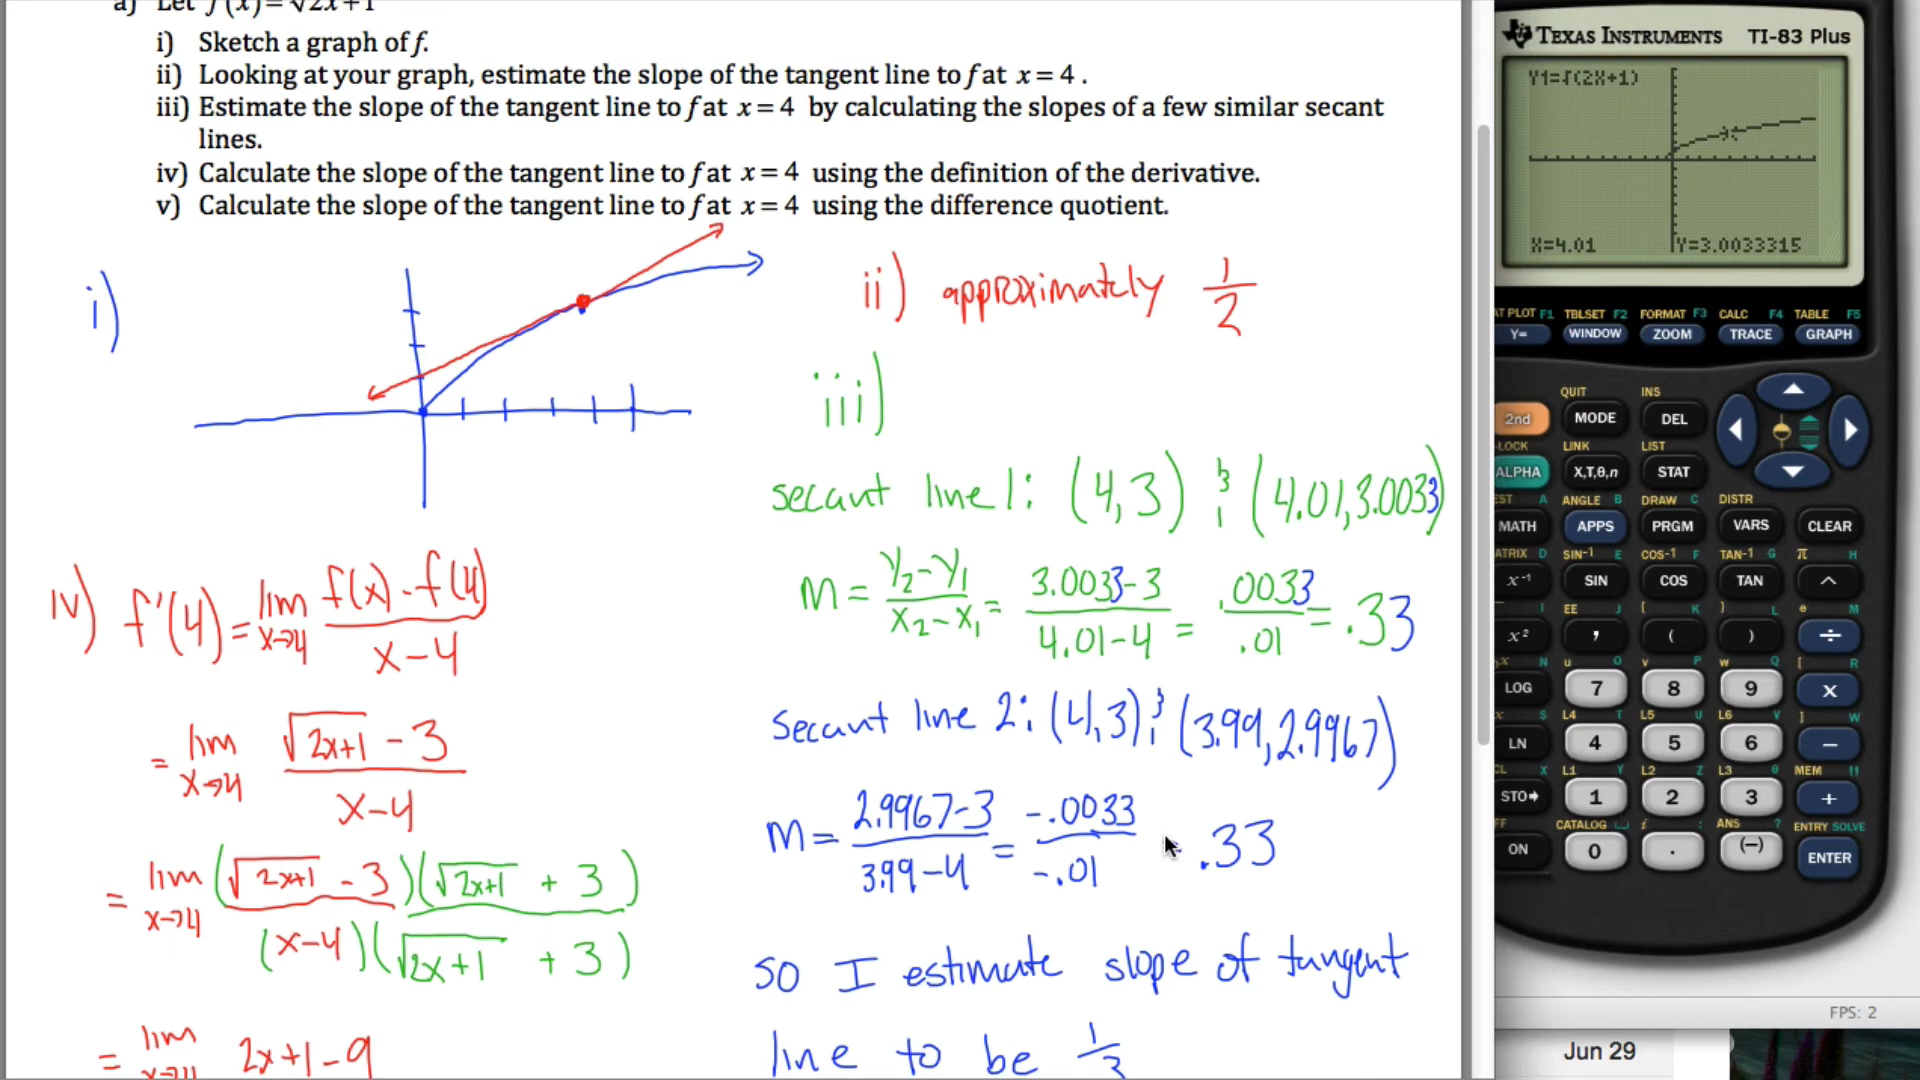 a) Let f(x)=√2x+1
i) Sketch a graph of f.
ii) Looking at your graph, estimate the slope of the tangent line to f at x = 4 .
iii) Estimate the slope of the tangent line to f at x = 4 by calculating the slopes of a few similar secant
lines.
iv) Calculate the slope of the tangent line to f at x = 4 using the definition of the derivative.
v) Calculate the slope of the tangent line to f at x = 4 using the difference quotient.
i)
ii) approximately 1/2
iii)
secant line 1: (4,3) & (4.01,3.0033)
m = (y₂-y₁)/(x₂-x₁) = (3.0033-3)/(4.01-4) = .0033/.01 = .33
secant line 2: (4,3) & (3.99,2.9967)
m = (2.9967-3)/(3.99-4) = -.0033/-.01 .33
so I estimate slope of tangent
line to be 1/3
iv) f'(4) = lim x→4 (f(x)-f(4))/(x-4)
= lim x→4 (√2x+1 - 3)/(x-4)
= lim x→4 (√2x+1 - 3)(√2x+1 + 3)/(x-4)(√2x+1 + 3)
= lim x→4 2x+1-9
TEXAS INSTRUMENTS TI-83 Plus
Y1=√(2X+1)
X=4.01 Y=3.0033315
AT PLOT F1 TBLSET F2 FORMAT F3 CALC F4 TABLE F5
Y= WINDOW ZOOM TRACE GRAPH
QUIT INS
2nd MODE DEL
-LOCK LINK LIST
ALPHA X,T,θ,n STAT
EST A ANGLE B DRAW C DISTR
MATH APPS PRGM VARS CLEAR
ATRIX D SIN⁻¹ E COS⁻¹ F TAN⁻¹ G π H
x⁻¹ SIN COS TAN ^
I EE J { K } L e M
x² , ( ) ÷
x N u O v P w Q [ R
LOG 7 8 9 x
x S L4 T L5 U L6 V ] W
LN 4 5 6 −
CL X L1 Y L2 Z L3 θ MEM "
STO➔ 1 2 3 +
FF CATALOG ⎵ i : ANS ? ENTRY SOLVE
ON 0 . (−) ENTER
FPS: 2
Jun 29